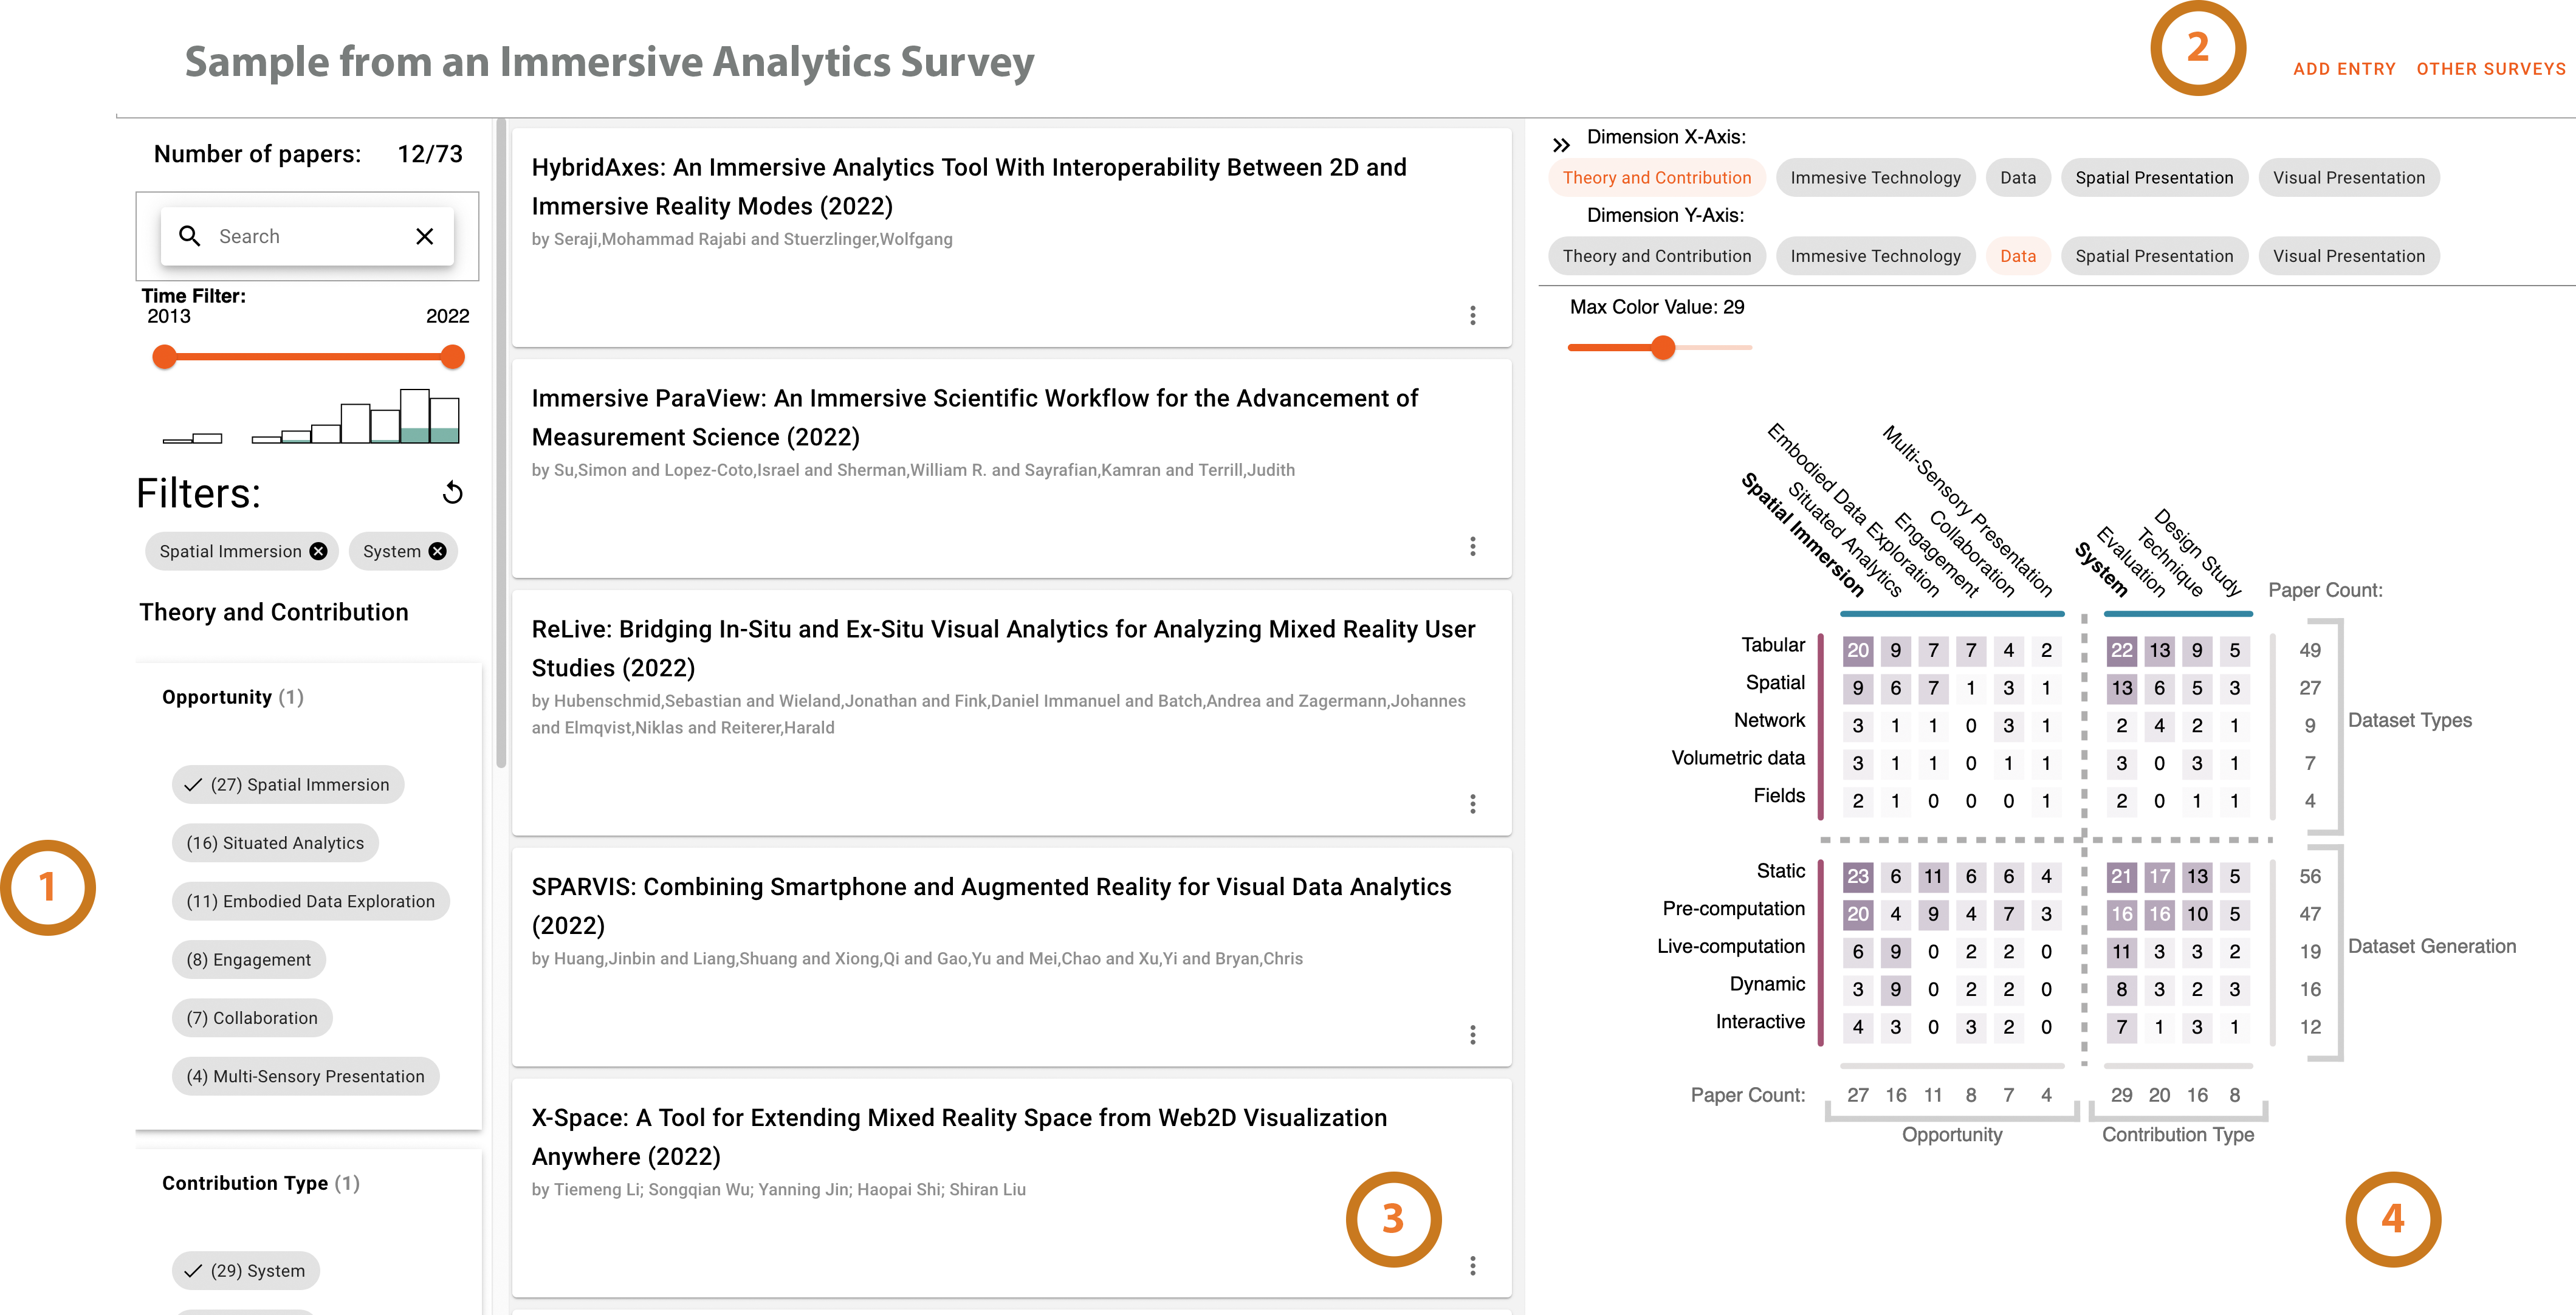 Sample from an Immersive Analytics Survey
2
ADD ENTRY OTHER SURVEYS
Number of papers: 12/73
Search
Time Filter:
2013 2022
Filters:
Spatial Immersion System
Theory and Contribution
Opportunity (1)
(27) Spatial Immersion
(16) Situated Analytics
1
(11) Embodied Data Exploration
(8) Engagement
(7) Collaboration
(4) Multi-Sensory Presentation
Contribution Type (1)
(29) System
HybridAxes: An Immersive Analytics Tool With Interoperability Between 2D and
Immersive Reality Modes (2022)
by Seraji,Mohammad Rajabi and Stuerzlinger,Wolfgang
Immersive ParaView: An Immersive Scientific Workflow for the Advancement of
Measurement Science (2022)
by Su,Simon and Lopez-Coto,Israel and Sherman,William R. and Sayrafian,Kamran and Terrill,Judith
ReLive: Bridging In-Situ and Ex-Situ Visual Analytics for Analyzing Mixed Reality User
Studies (2022)
by Hubenschmid,Sebastian and Wieland,Jonathan and Fink,Daniel Immanuel and Batch,Andrea and Zagermann,Johannes
and Elmqvist,Niklas and Reiterer,Harald
SPARVIS: Combining Smartphone and Augmented Reality for Visual Data Analytics
(2022)
by Huang,Jinbin and Liang,Shuang and Xiong,Qi and Gao,Yu and Mei,Chao and Xu,Yi and Bryan,Chris
X-Space: A Tool for Extending Mixed Reality Space from Web2D Visualization
Anywhere (2022)
by Tiemeng Li; Songqian Wu; Yanning Jin; Haopai Shi; Shiran Liu
3
Dimension X-Axis:
Theory and Contribution Immesive Technology Data Spatial Presentation Visual Presentation
Dimension Y-Axis:
Theory and Contribution Immesive Technology Data Spatial Presentation Visual Presentation
Max Color Value: 29
Spatial Immersion
Situated Analytics
Embodied Data Exploration
Engagement
Collaboration
Multi-Sensory Presentation
System
Evaluation
Technique
Design Study
Paper Count:
Tabular 20 9 7 7 4 2 22 13 9 5 49
Spatial 9 6 7 1 3 1 13 6 5 3 27
Network 3 1 1 0 3 1 2 4 2 1 9
Dataset Types
Volumetric data 3 1 1 0 1 1 3 0 3 1 7
Fields 2 1 0 0 0 1 2 0 1 1 4
Static 23 6 11 6 6 4 21 17 13 5 56
Pre-computation 20 4 9 4 7 3 16 16 10 5 47
Live-computation 6 9 0 2 2 0 11 3 3 2 19
Dataset Generation
Dynamic 3 9 0 2 2 0 8 3 2 3 16
Interactive 4 3 0 3 2 0 7 1 3 1 12
Paper Count: 27 16 11 8 7 4 29 20 16 8
Opportunity Contribution Type
4